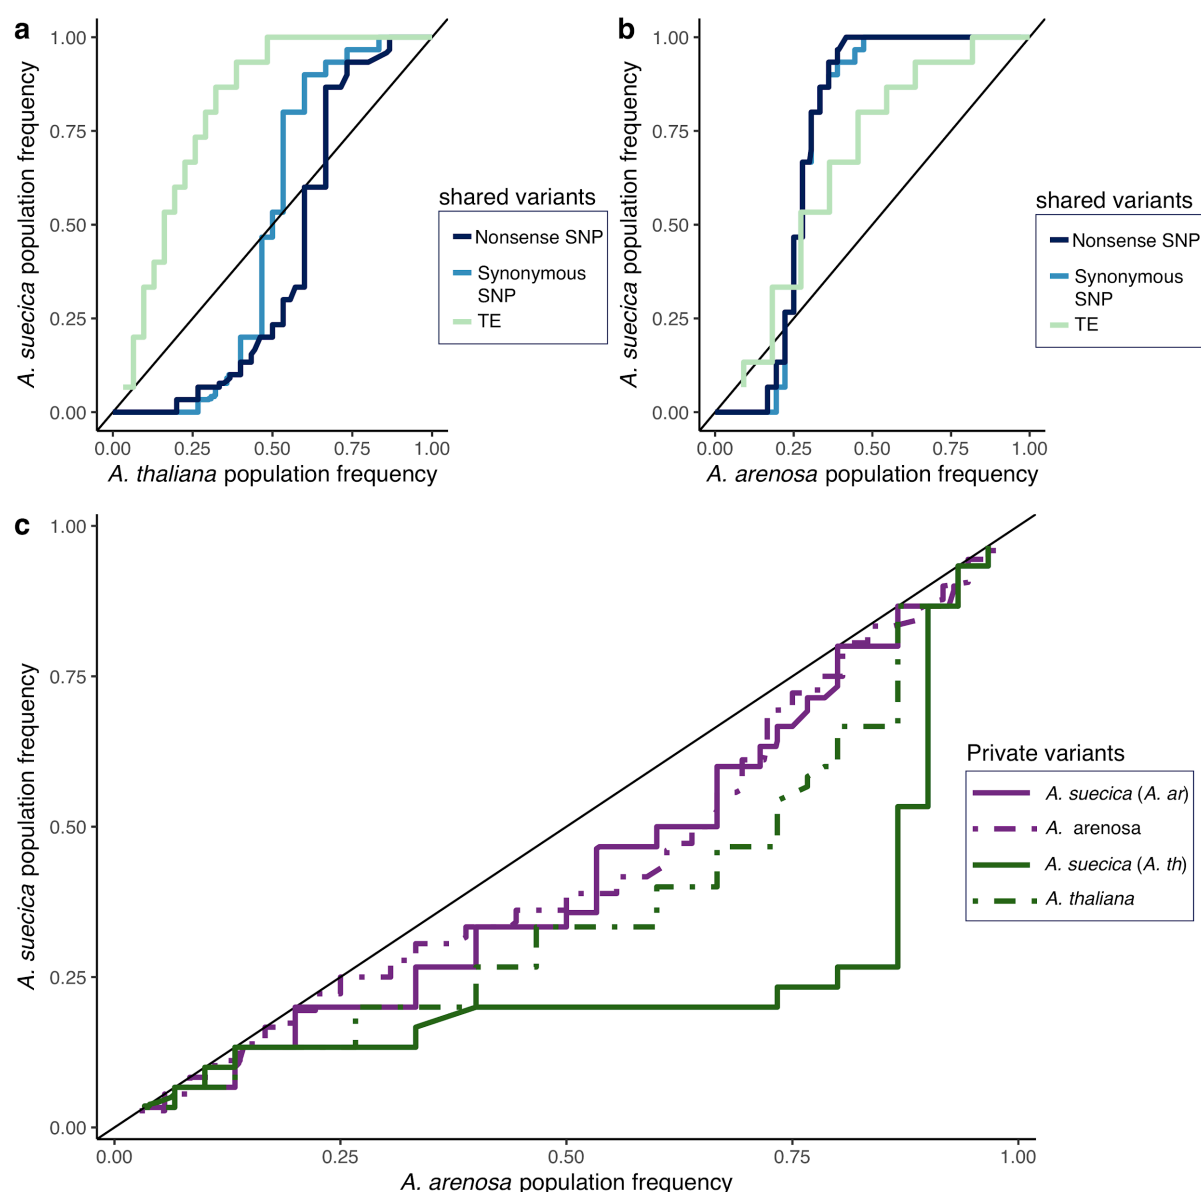 a
1.00
0.75
0.50
0.25
0.00
A. suecica population frequency
0.00 0.25 0.50 0.75 1.00
A. thaliana population frequency
shared variants
Nonsense SNP
Synonymous
SNP
TE
b
1.00
0.75
0.50
0.25
0.00
A. suecica population frequency
0.00 0.25 0.50 0.75 1.00
A. arenosa population frequency
shared variants
Nonsense SNP
Synonymous
SNP
TE
c
1.00
0.75
0.50
0.25
0.00
A. suecica population frequency
0.00 0.25 0.50 0.75 1.00
A. arenosa population frequency
Private variants
A. suecica (A. ar)
A. arenosa
A. suecica (A. th)
A. thaliana